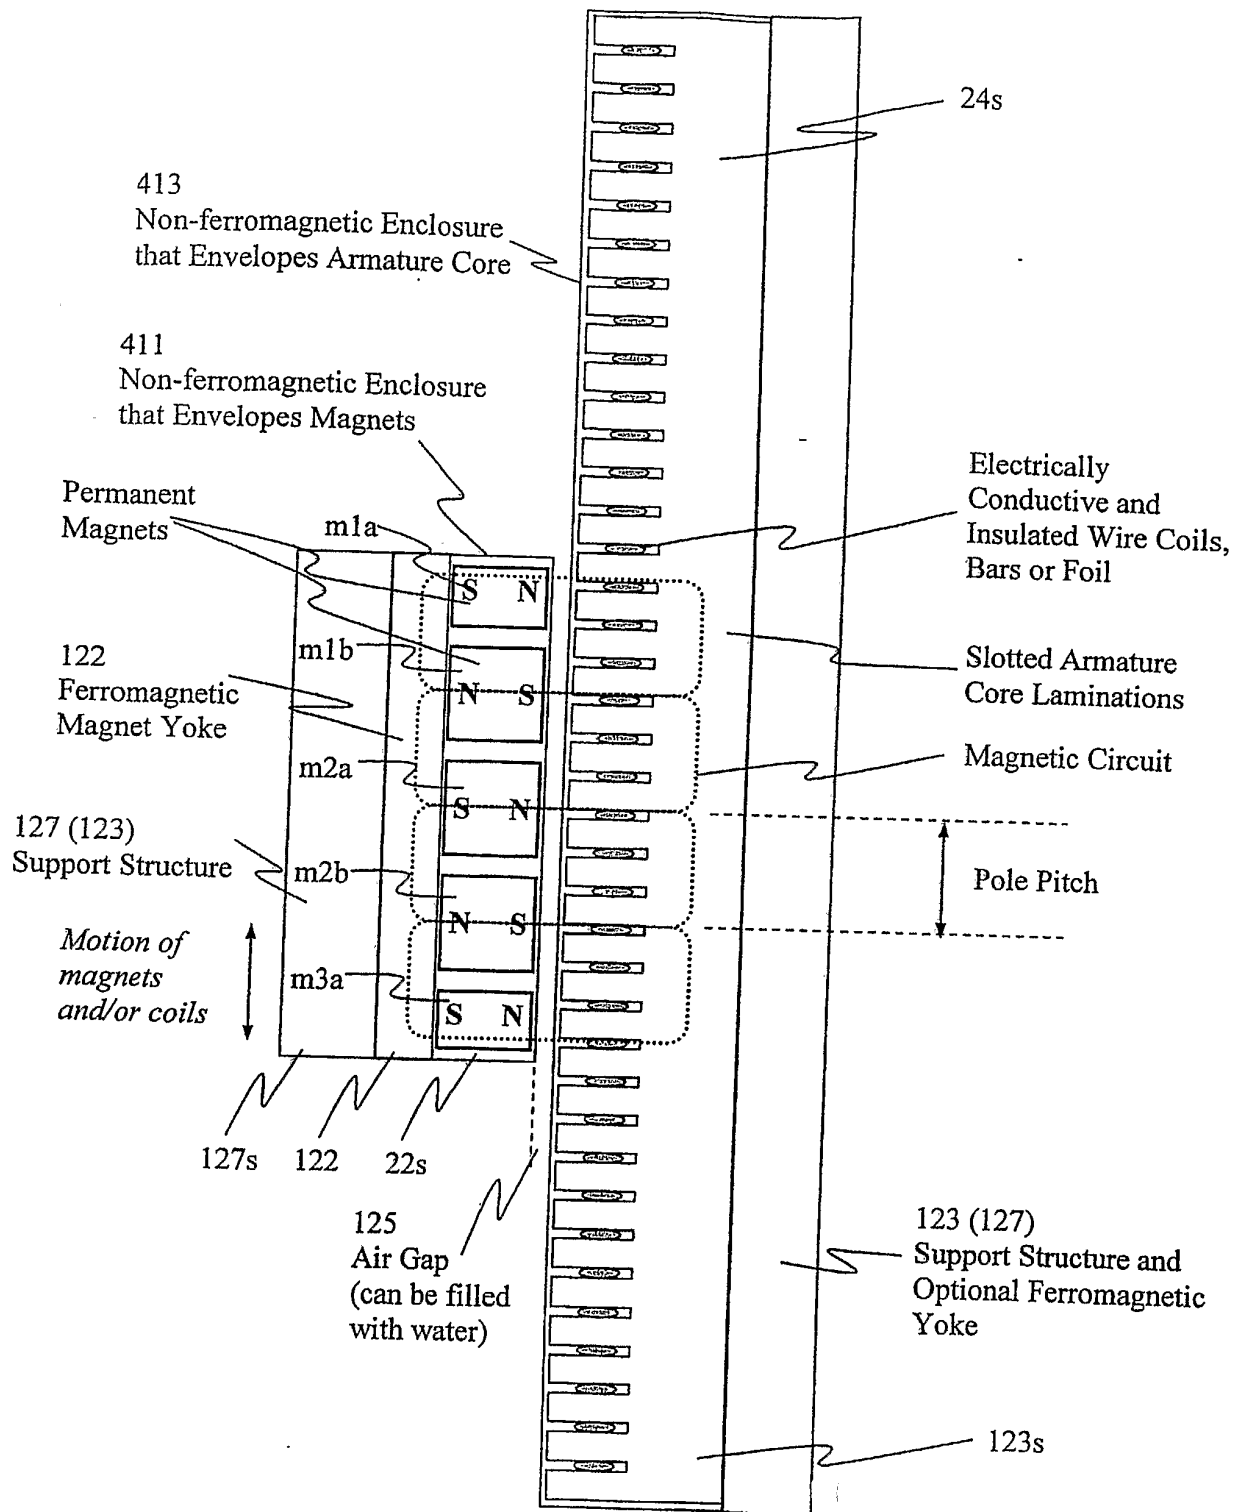 24s
413
Non-ferromagnetic Enclosure
that Envelopes Armature Core
411
Non-ferromagnetic Enclosure
that Envelopes Magnets
Permanent
Magnets
m1a
S N
Electrically
Conductive and
Insulated Wire Coils,
Bars or Foil
m1b
N S
122
Ferromagnetic
Magnet Yoke
Slotted Armature
Core Laminations
Magnetic Circuit
m2a
S N
127 (123)
Support Structure
m2b
N S
Pole Pitch
Motion of
magnets
and/or coils
m3a
S N
127s 122 22s
125
Air Gap
(can be filled
with water)
123 (127)
Support Structure and
Optional Ferromagnetic
Yoke
123s